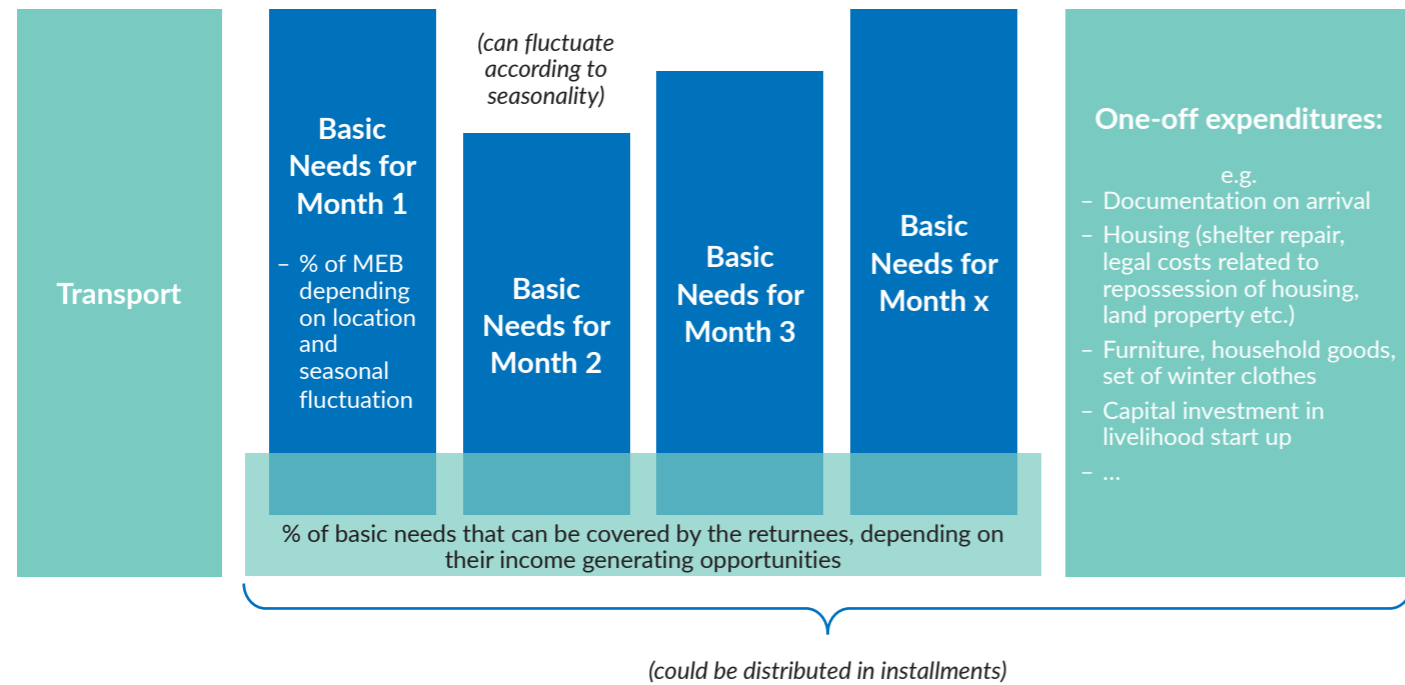 Transport
Basic
Needs for
Month 1
– % of MEB
depending
on location
and
seasonal
fluctuation
(can fluctuate
according to
seasonality)
Basic
Needs for
Month 2
Basic
Needs for
Month 3
Basic
Needs for
Month x
One-off expenditures:
e.g.
– Documentation on arrival
– Housing (shelter repair,
legal costs related to
repossession of housing,
land property etc.)
– Furniture, household goods,
set of winter clothes
– Capital investment in
livelihood start up
– ...
% of basic needs that can be covered by the returnees, depending on
their income generating opportunities
(could be distributed in installments)